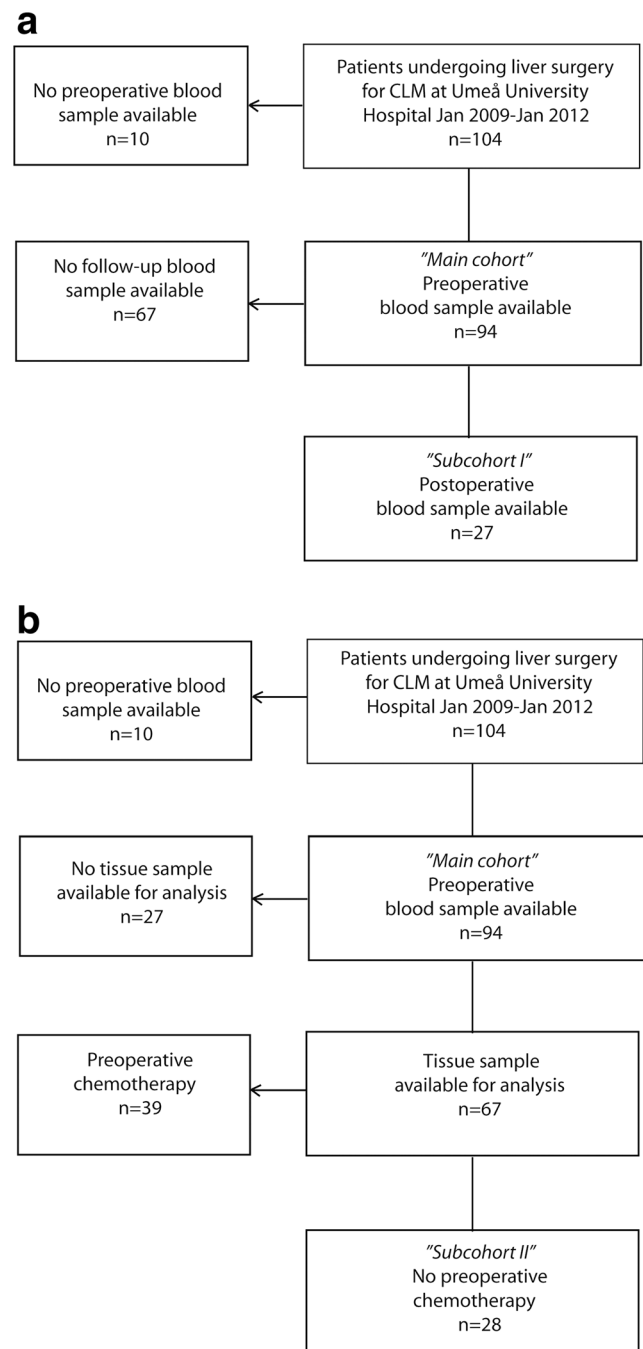 a
No preoperative blood
sample available
n=10
Patients undergoing liver surgery
for CLM at Umeå University
Hospital Jan 2009-Jan 2012
n=104
No follow-up blood
sample available
n=67
"Main cohort"
Preoperative
blood sample available
n=94
"Subcohort I"
Postoperative
blood sample available
n=27
b
No preoperative blood
sample available
n=10
Patients undergoing liver surgery
for CLM at Umeå University
Hospital Jan 2009-Jan 2012
n=104
No tissue sample
available for analysis
n=27
"Main cohort"
Preoperative
blood sample available
n=94
Preoperative
chemotherapy
n=39
Tissue sample
available for analysis
n=67
"Subcohort II"
No preoperative
chemotherapy
n=28